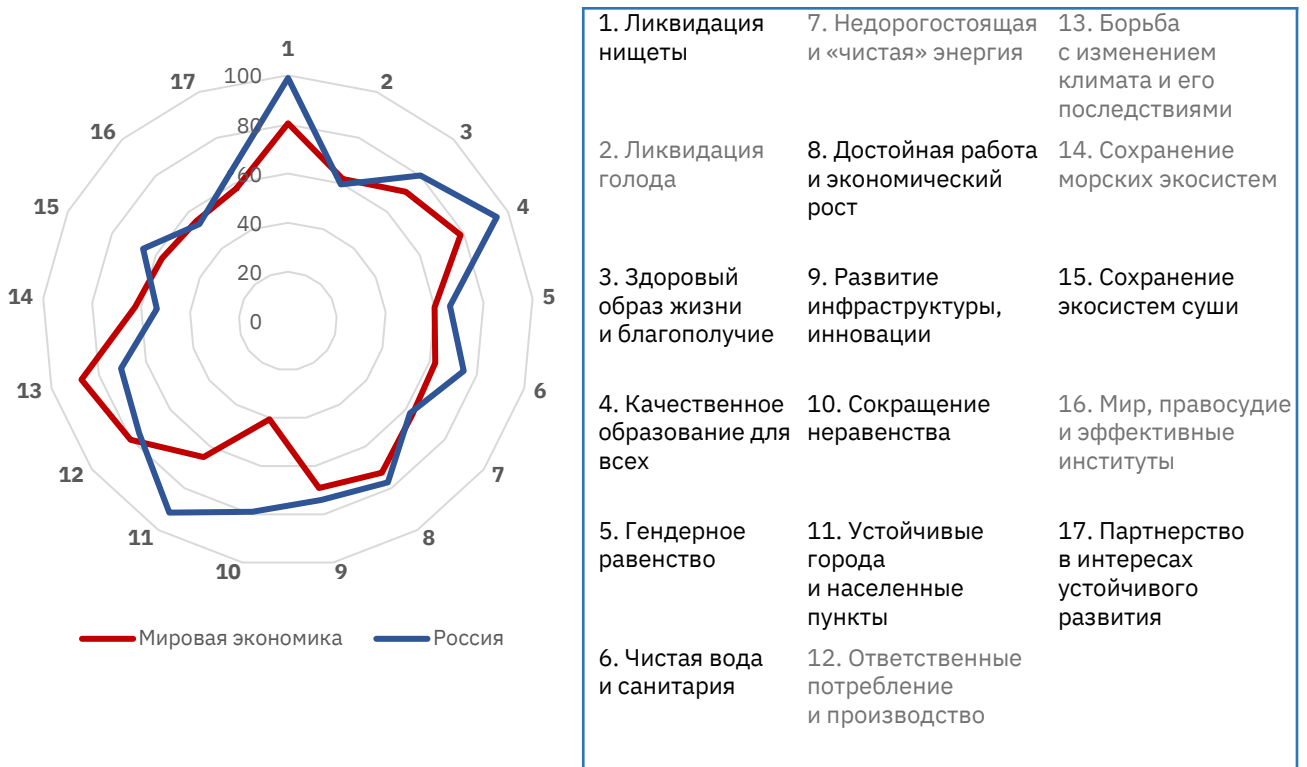 1
2
3
4
5
6
7
8
9
10
11
12
13
14
15
16
17
100
80
60
40
20
0
Мировая экономика
Россия
1. Ликвидация
нищеты
2. Ликвидация
голода
3. Здоровый
образ жизни
и благополучие
4. Качественное
образование для
всех
5. Гендерное
равенство
6. Чистая вода
и санитария
7. Недорогостоящая
и «чистая» энергия
8. Достойная работа
и экономический
рост
9. Развитие
инфраструктуры,
инновации
10. Сокращение
неравенства
11. Устойчивые
города
и населенные
пункты
12. Ответственные
потребление
и производство
13. Борьба
с изменением
климата и его
последствиями
14. Сохранение
морских экосистем
15. Сохранение
экосистем суши
16. Мир, правосудие
и эффективные
институты
17. Партнерство
в интересах
устойчивого
развития